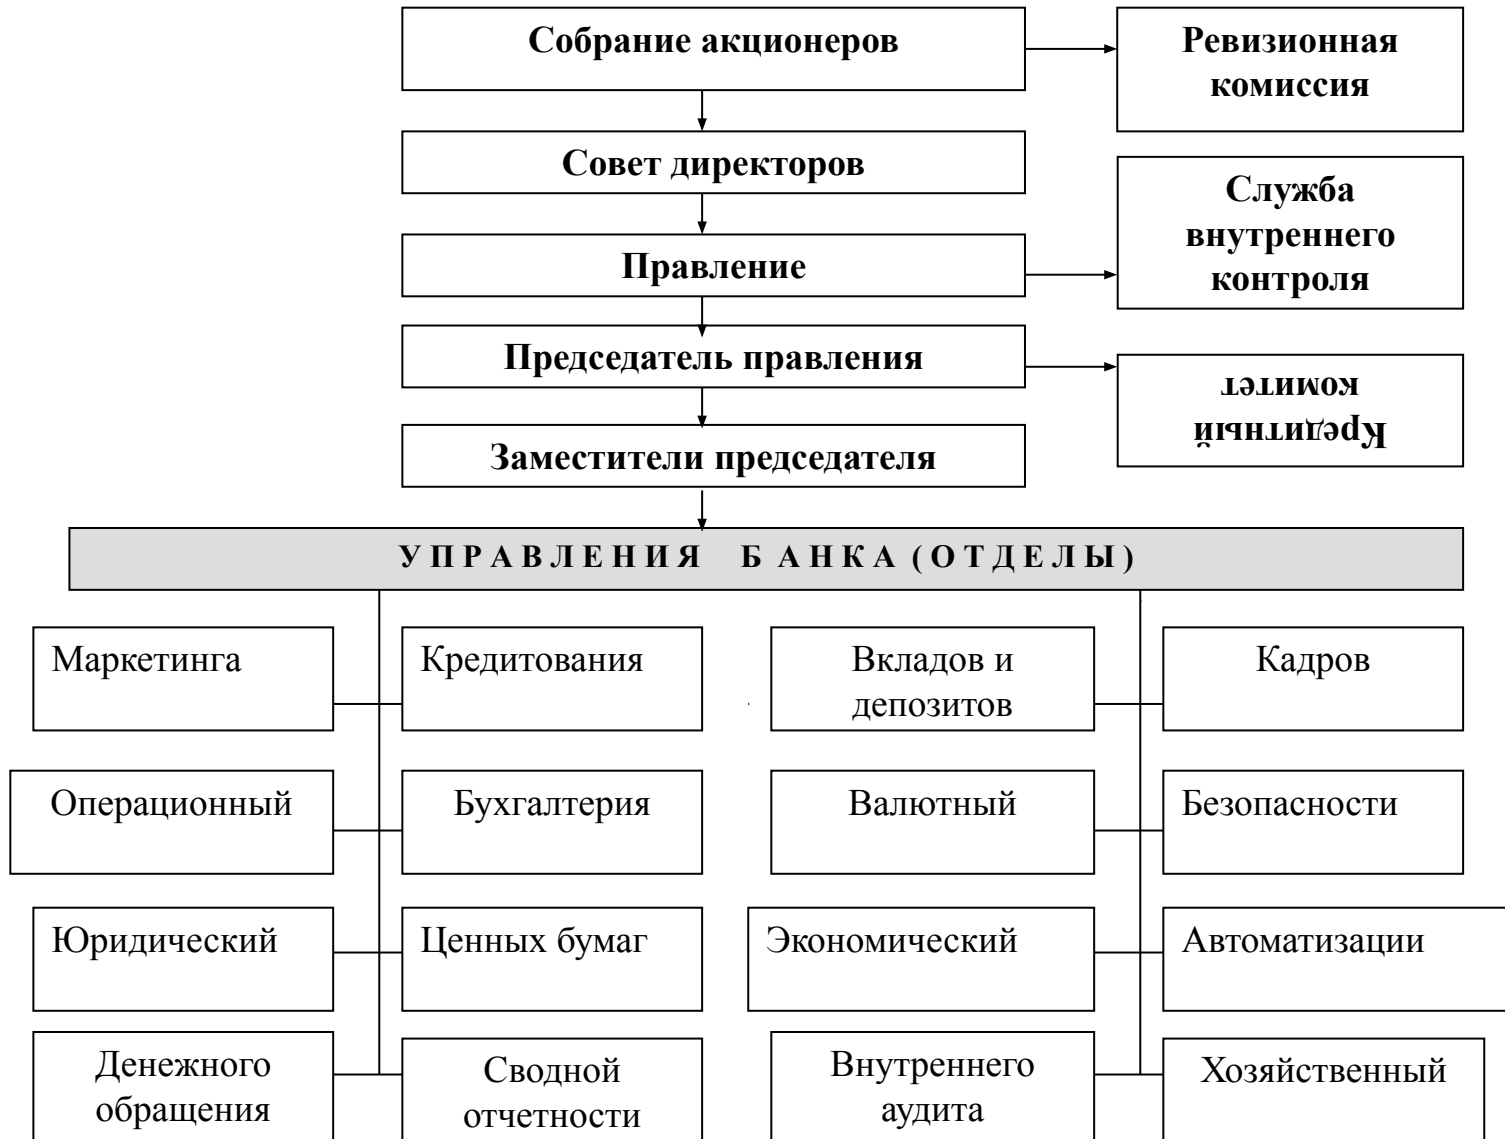 Собрание акционеров
Ревизионная
комиссия
Совет директоров
Служба
внутреннего
контроля
Правление
Председатель правления
Кредитный
комитет
Заместители председателя
УПРАВЛЕНИЯ БАНКА (ОТДЕЛЫ)
Маркетинга
Кредитования
Вкладов и
депозитов
Кадров
Операционный
Бухгалтерия
Валютный
Безопасности
Юридический
Ценных бумаг
Экономический
Автоматизации
Денежного
обращения
Сводной
отчетности
Внутреннего
аудита
Хозяйственный